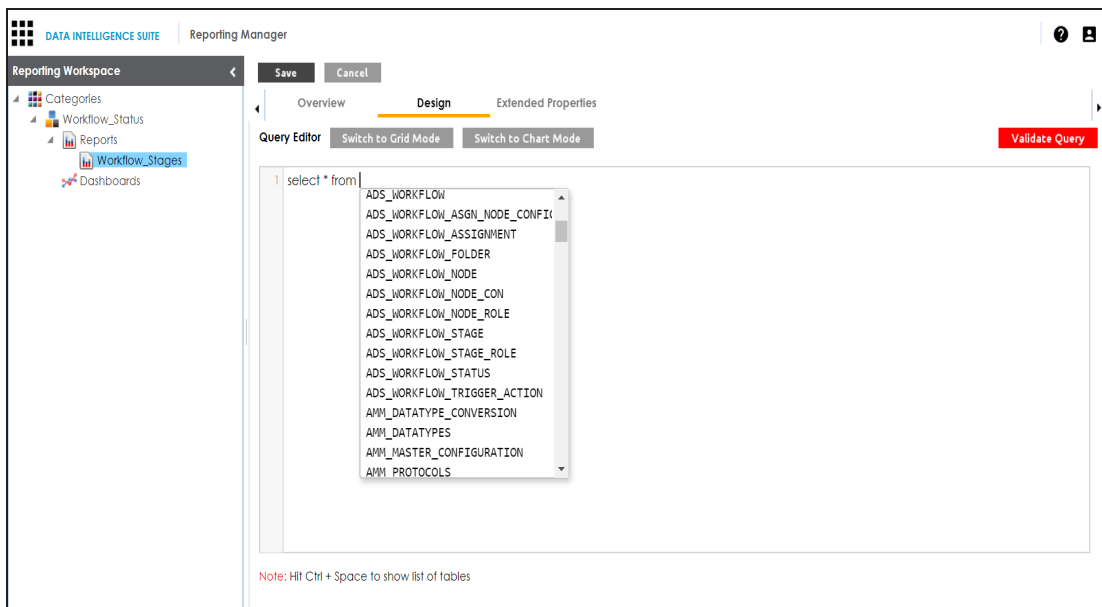 DATA INTELLIGENCE SUITE Reporting Manager
Reporting Workspace
Save Cancel
Categories
Workflow_Status
Reports
Workflow_Stages
Dashboards
Overview Design Extended Properties
Query Editor Switch to Grid Mode Switch to Chart Mode Validate Query
1 select * from
ADS_WORKFLOW
ADS_WORKFLOW_ASGN_NODE_CONFIG
ADS_WORKFLOW_ASSIGNMENT
ADS_WORKFLOW_FOLDER
ADS_WORKFLOW_NODE
ADS_WORKFLOW_NODE_CON
ADS_WORKFLOW_NODE_ROLE
ADS_WORKFLOW_STAGE
ADS_WORKFLOW_STAGE_ROLE
ADS_WORKFLOW_STATUS
ADS_WORKFLOW_TRIGGER_ACTION
AMM_DATATYPE_CONVERSION
AMM_DATATYPES
AMM_MASTER_CONFIGURATION
AMM_PROTOCOLS
Note: Hit Ctrl + Space to show list of tables